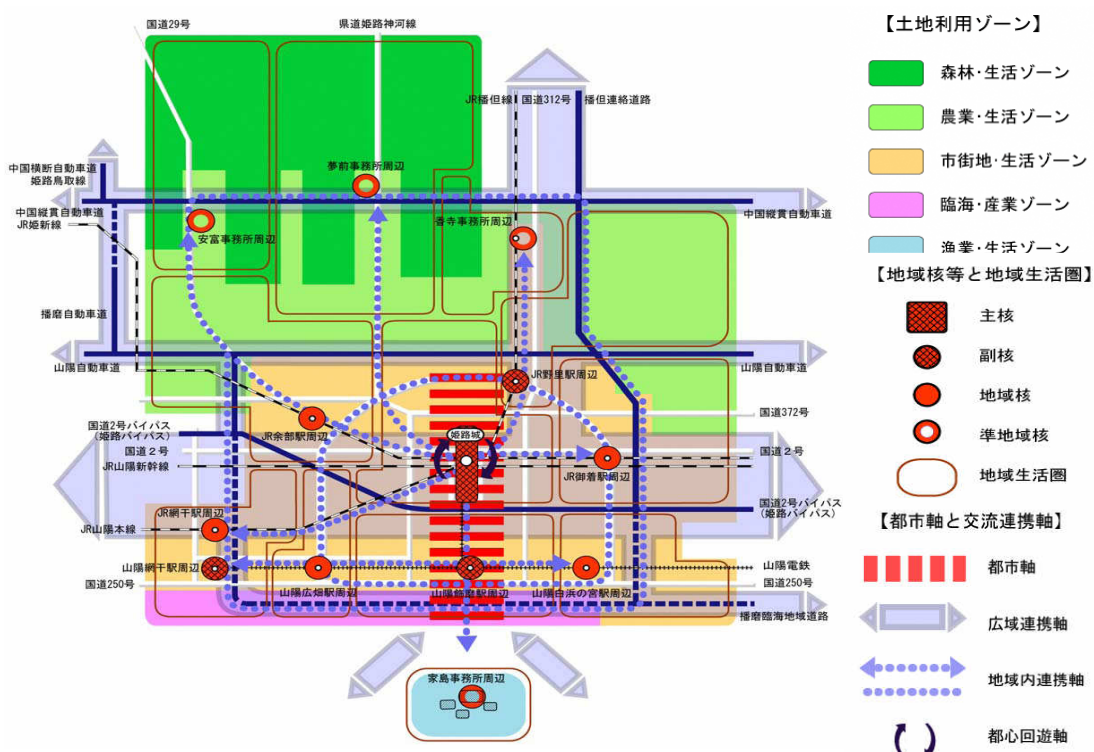 国道29号
県道姫路神河線
JR播但線
国道312号
播但連絡道路
中国横断自動車道
姫路鳥取線
夢前事務所周辺
中国縦貫自動車道
JR姫新線
安富事務所周辺
香寺事務所周辺
中国縦貫自動車道
播磨自動車道
山陽自動車道
山陽自動車道
JR野里駅周辺
国道372号
JR余部駅周辺
国道2号バイパス
(姫路バイパス)
姫路城
国道2号
国道2号
JR山陽新幹線
JR御着駅周辺
JR網干駅周辺
国道2号バイパス
(姫路バイパス)
JR山陽本線
山陽網干駅周辺
山陽電鉄
国道250号
国道250号
山陽広畑駅周辺
山陽飾磨駅周辺
山陽白浜の宮駅周辺
播磨臨海地域道路
家島事務所周辺
【土地利用ゾーン】
森林・生活ゾーン
農業・生活ゾーン
市街地・生活ゾーン
臨海・産業ゾーン
漁業・生活ゾーン
【地域核等と地域生活圏】
主核
副核
地域核
準地域核
地域生活圏
【都市軸と交流連携軸】
都市軸
広域連携軸
地域内連携軸
都心回遊軸